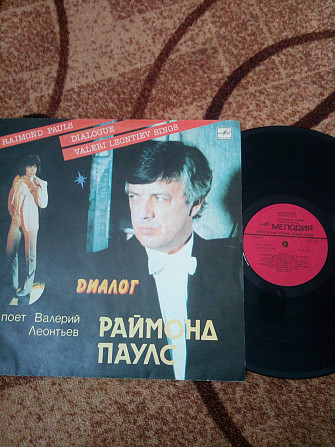 RAIMOND PAULS
DIALOGUE
VALERI LEONTIEV SINGS
ДИАЛОГ
поет Валерий
Леонтьев
РАЙМОНД
ПАУЛС
МЕЛОДИЯ